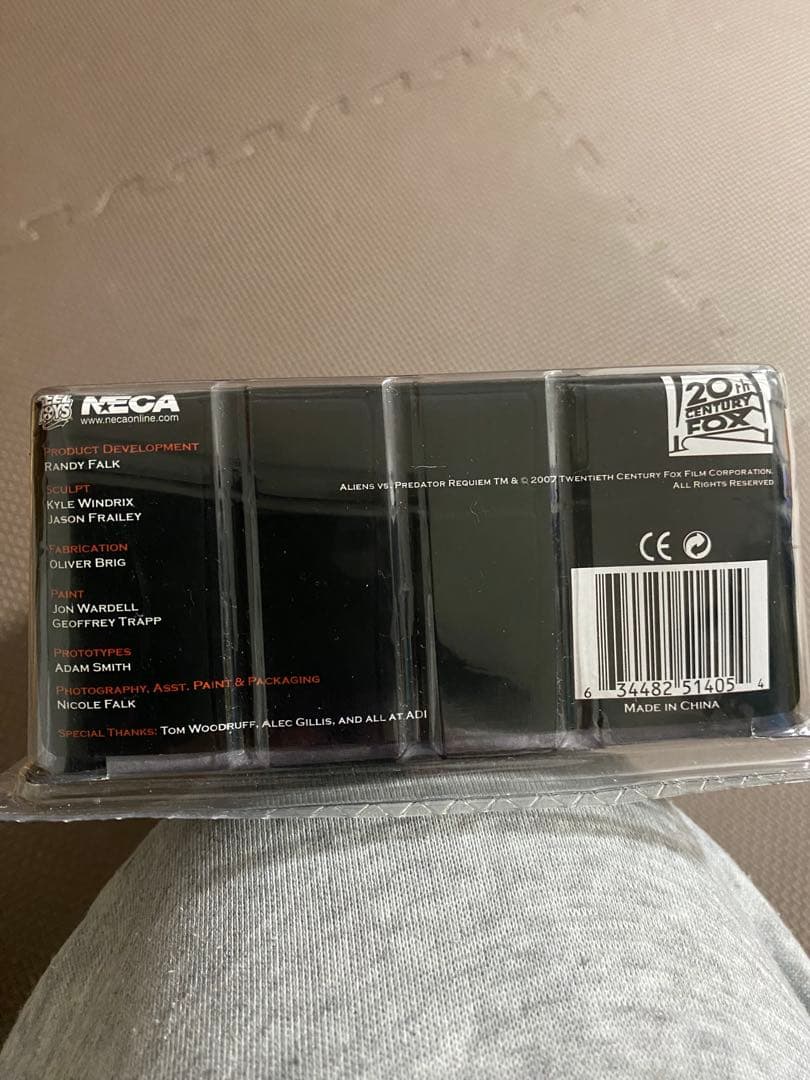 REEL
TOYS
NECA
www.necaonline.com
PRODUCT DEVELOPMENT
RANDY FALK
SCULPT
KYLE WINDRIX
JASON FRAILEY
FABRICATION
OLIVER BRIG
PAINT
JON WARDELL
GEOFFREY TRÄPP
PROTOTYPES
ADAM SMITH
PHOTOGRAPHY, ASST. PAINT & PACKAGING
NICOLE FALK
SPECIAL THANKS: TOM WOODRUFF, ALEC GILLIS, AND ALL AT ADI
20TH
CENTURY
FOX
ALIENS VS. PREDATOR REQUIEM TM & © 2007 TWENTIETH CENTURY FOX FILM CORPORATION.
ALL RIGHTS RESERVED
CE
6 34482 51405 4
MADE IN CHINA